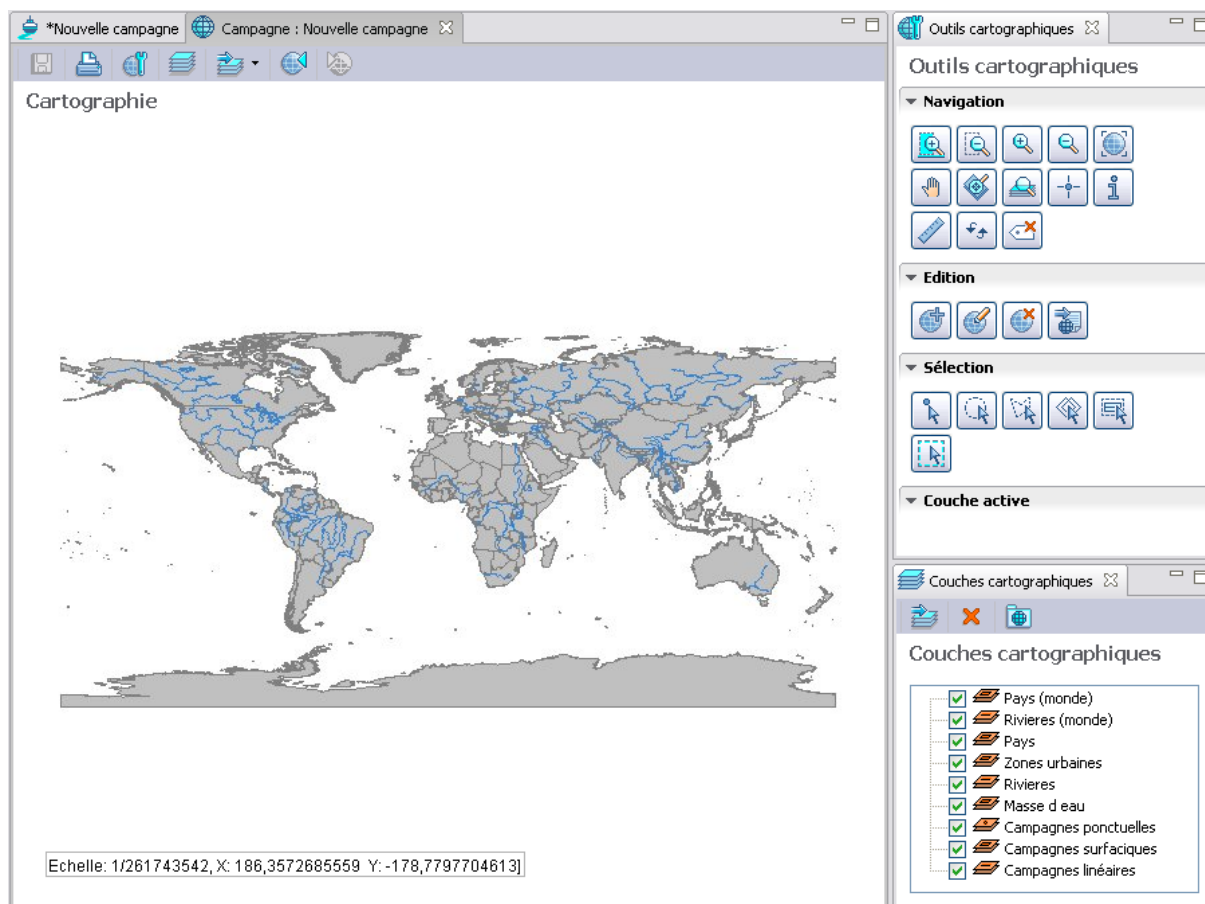 *Nouvelle campagne
Campagne : Nouvelle campagne
Cartographie
Echelle: 1/261743542, X: 186,3572685559 Y: -178,7797704613]
Outils cartographiques
Outils cartographiques
Navigation
Edition
Sélection
Couche active
Couches cartographiques
Couches cartographiques
Pays (monde)
Rivieres (monde)
Pays
Zones urbaines
Rivieres
Masse d eau
Campagnes ponctuelles
Campagnes surfaciques
Campagnes linéaires